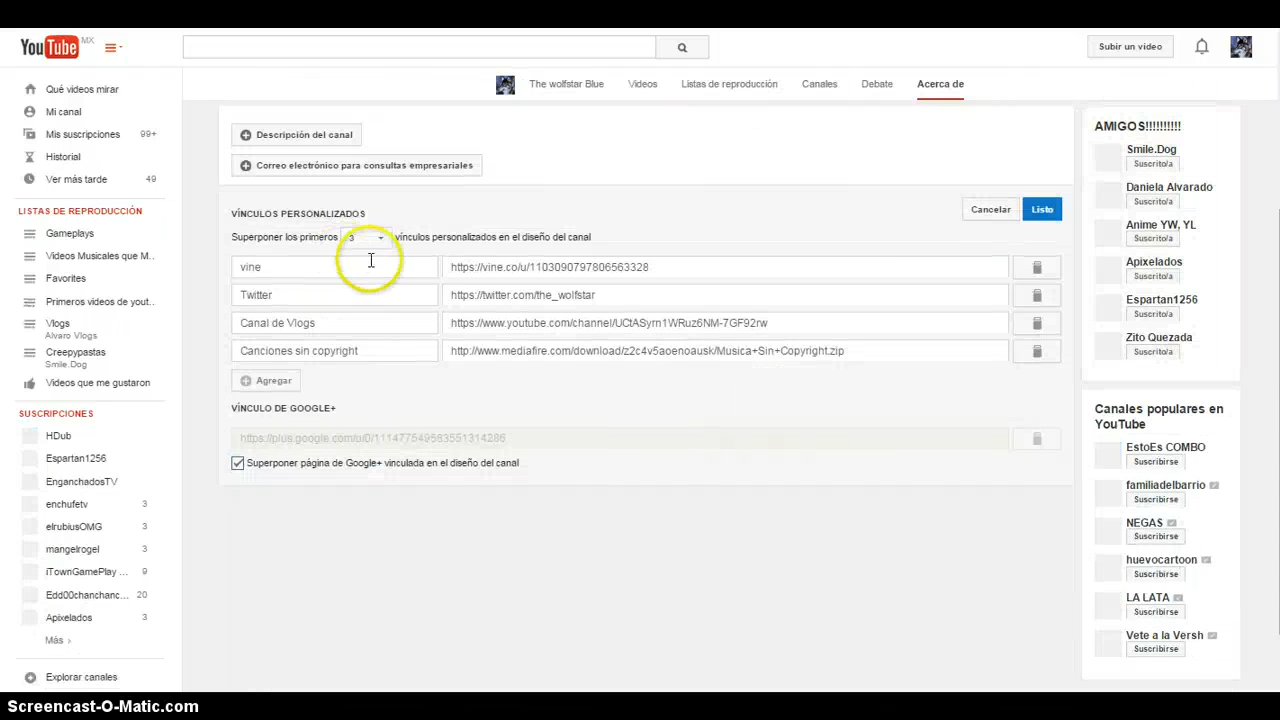 YouTube MX
Subir un video
The wolfstar Blue Videos Listas de reproducción Canales Debate Acerca de
Qué videos mirar
Mi canal
Mis suscripciones 99+
Historial
Ver más tarde 49
LISTAS DE REPRODUCCIÓN
Gameplays
Videos Musicales que M...
Favorites
Primeros videos de yout...
Vlogs
Alvaro Vlogs
Creepypastas
Smile.Dog
Videos que me gustaron
SUSCRIPCIONES
HDub
Espartan1256
EnganchadosTV
enchufetv 3
elrubiusOMG 3
mangelrogel 3
iTownGamePlay ... 9
Edd00chanchanc... 20
Apixelados 3
Más ›
Explorar canales
Descripción del canal
Correo electrónico para consultas empresariales
VÍNCULOS PERSONALIZADOS
Cancelar Listo
Superponer los primeros 3 vínculos personalizados en el diseño del canal
vine https://vine.co/u/1103090797806563328
Twitter https://twitter.com/the_wolfstar
Canal de Vlogs https://www.youtube.com/channel/UCtASyrn1WRuz6NM-7GF92rw
Canciones sin copyright http://www.mediafire.com/download/z2c4v5aoenoausk/Musica+Sin+Copyright.zip
Agregar
VÍNCULO DE GOOGLE+
https://plus.google.com/u/0/111477549583551314286
Superponer página de Google+ vinculada en el diseño del canal
AMIGOS!!!!!!!!!!
Smile.Dog
Suscrito/a
Daniela Alvarado
Suscrito/a
Anime YW, YL
Suscrito/a
Apixelados
Suscrito/a
Espartan1256
Suscrito/a
Zito Quezada
Suscrito/a
Canales populares en
YouTube
EstoEs COMBO
Suscribirse
familiadelbarrio
Suscribirse
NEGAS
Suscribirse
huevocartoon
Suscribirse
LA LATA
Suscribirse
Vete a la Versh
Suscribirse
Screencast-O-Matic.com